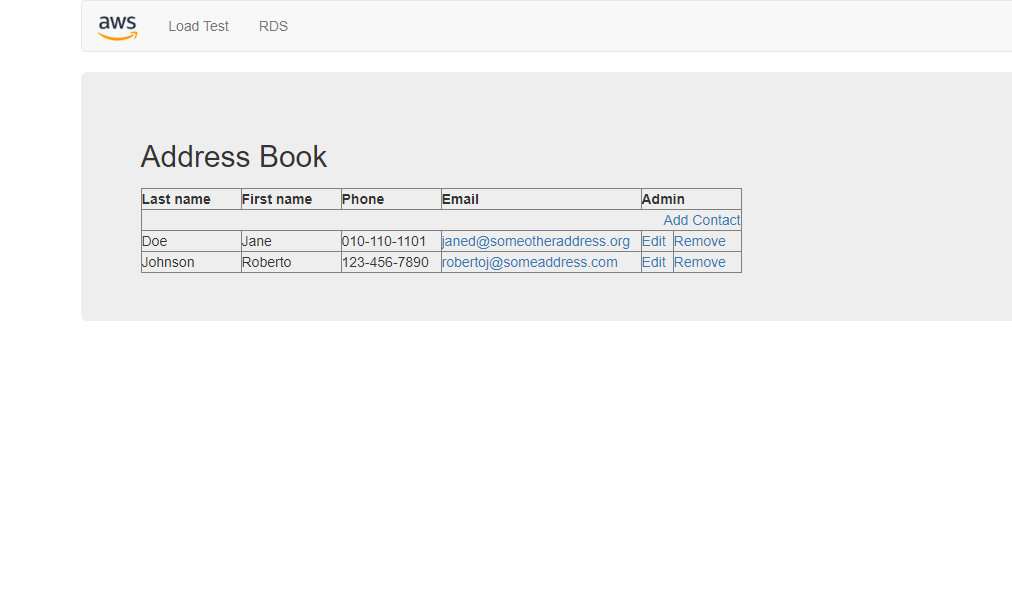 aws Load Test RDS
Address Book
Last name First name Phone Email Admin
Add Contact
Doe Jane 010-110-1101 janed@someotheraddress.org Edit Remove
Johnson Roberto 123-456-7890 robertoj@someaddress.com Edit Remove